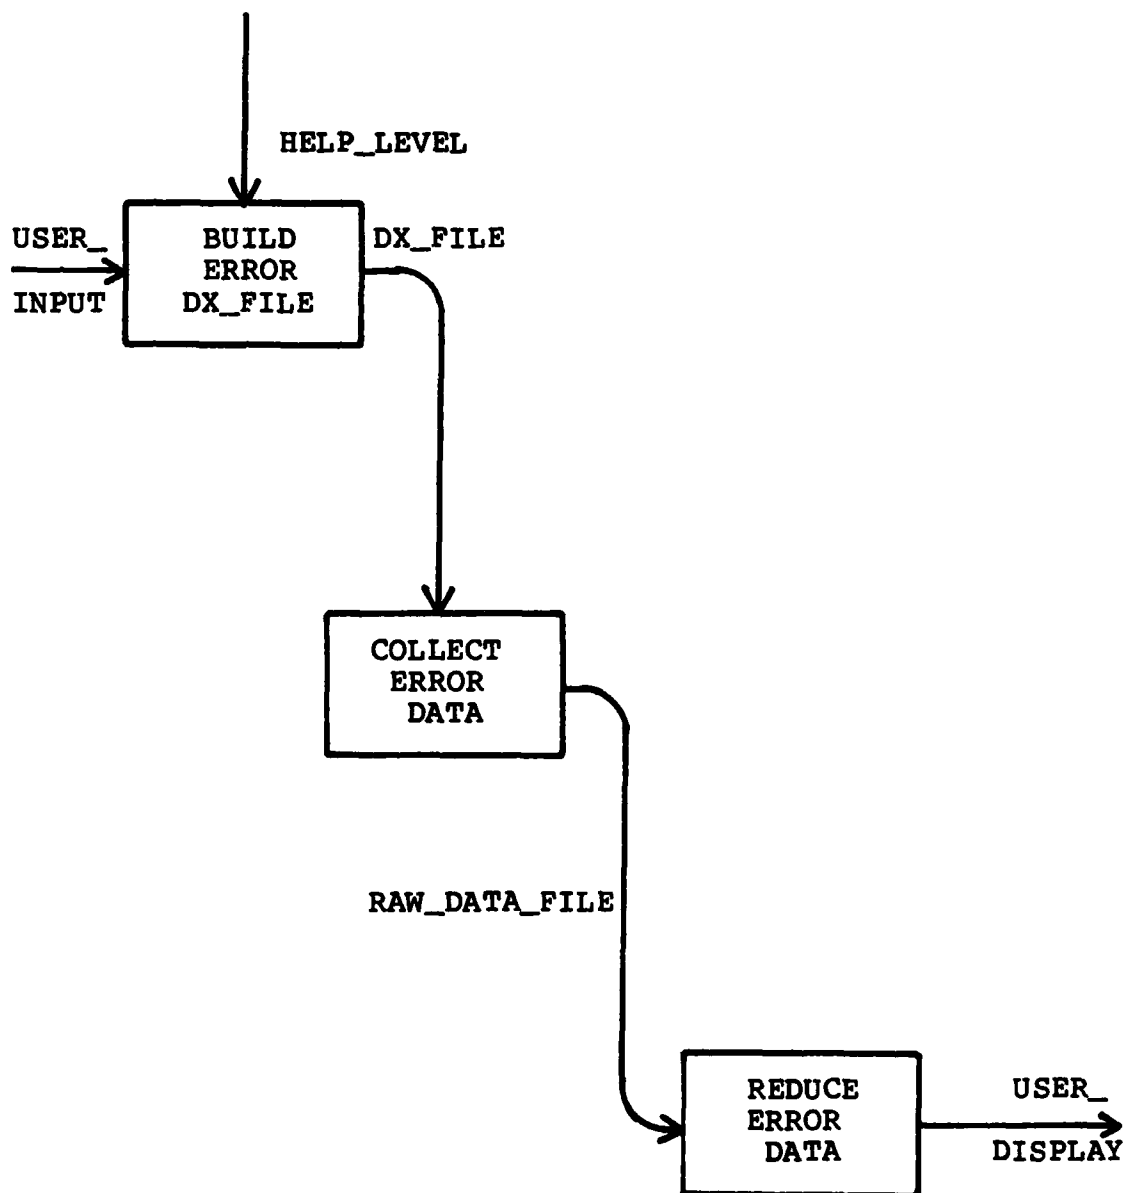 HELP_LEVEL
USER_
INPUT
BUILD
ERROR
DX_FILE
DX_FILE
COLLECT
ERROR
DATA
RAW_DATA_FILE
REDUCE
ERROR
DATA
USER_
DISPLAY